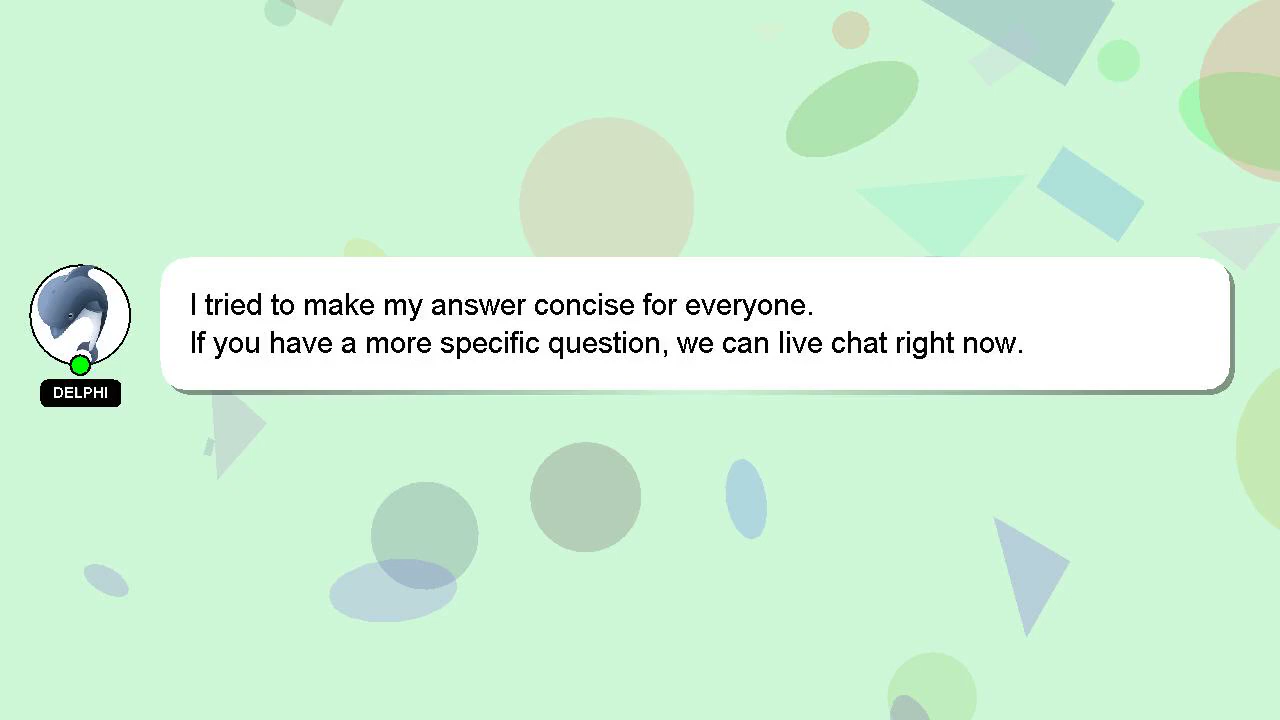 I tried to make my answer concise for everyone.
If you have a more specific question, we can live chat right now.
DELPHI